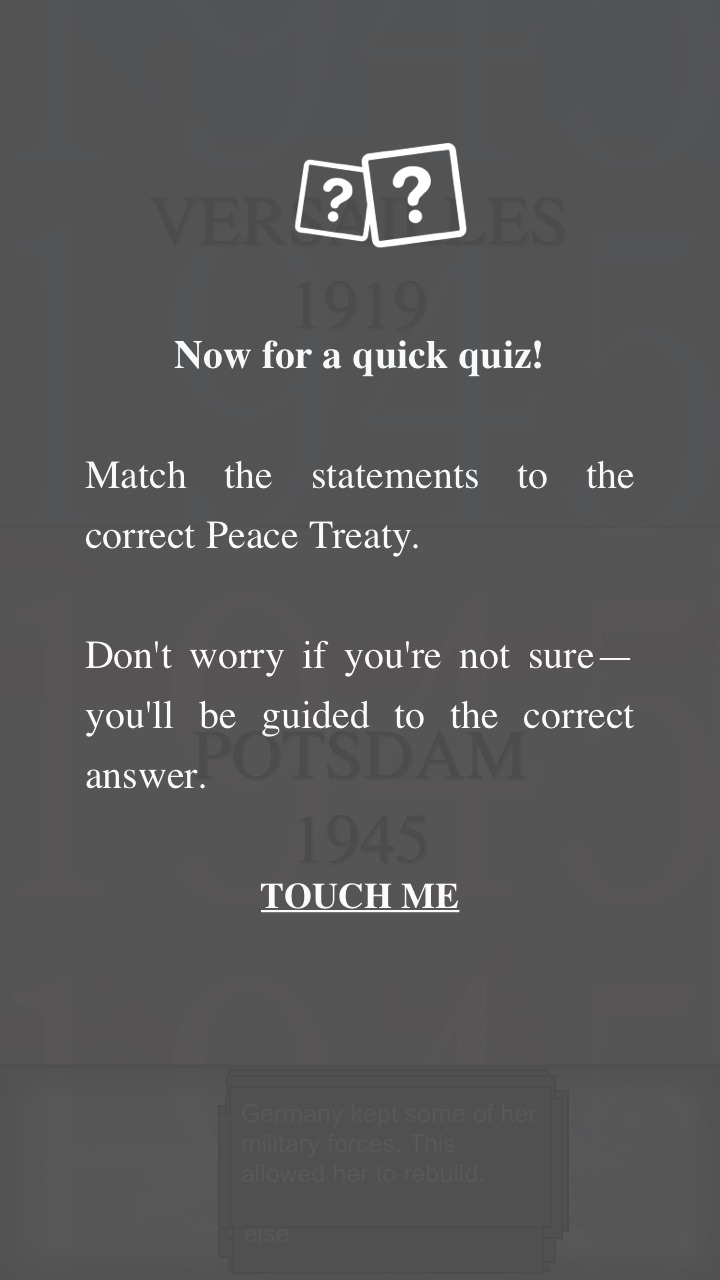 ? ?
VERSAILLES
1919
Now for a quick quiz!
Match the statements to the
correct Peace Treaty.
Don't worry if you're not sure—
you'll be guided to the correct
answer.
POTSDAM
1945
TOUCH ME
Germany kept some of her
military forces. This
allowed her to rebuild.
else.